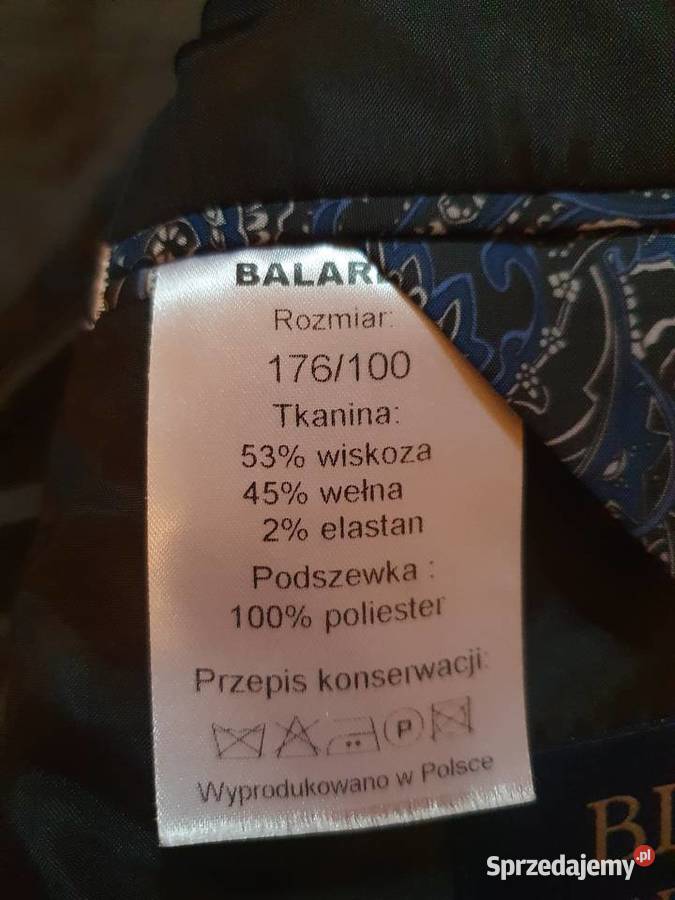 Rozmiar:
176/100
Tkanina:
53% wiskoza
45% wełna
2% elastan
Podszewka :
100% poliester
Przepis konserwacji:
P
Wyprodukowano w Polsce
Sprzedajemy.pl